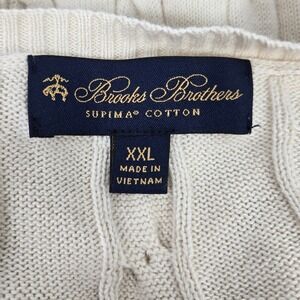 Brooks Brothers
SUPIMA® COTTON
XXL
MADE IN
VIETNAM